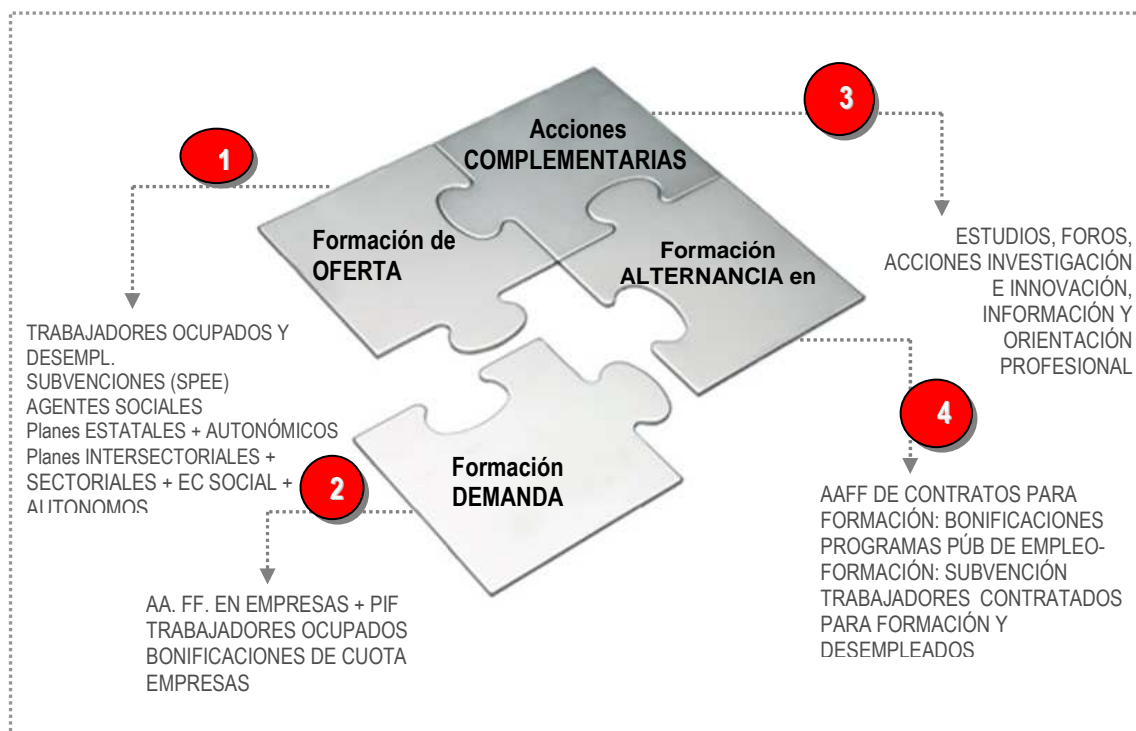 Acciones
COMPLEMENTARIAS
3
1
Formación de
OFERTA
Formación
ALTERNANCIA en
ESTUDIOS, FOROS,
ACCIONES INVESTIGACIÓN
E INNOVACIÓN,
INFORMACIÓN Y
ORIENTACIÓN
PROFESIONAL
TRABAJADORES OCUPADOS Y
DESEMPL.
SUBVENCIONES (SPEE)
AGENTES SOCIALES
Planes ESTATALES + AUTONÓMICOS
Planes INTERSECTORIALES +
SECTORIALES + EC SOCIAL +
AUTONOMOS
2
Formación
DEMANDA
4
AA. FF. EN EMPRESAS + PIF
TRABAJADORES OCUPADOS
BONIFICACIONES DE CUOTA
EMPRESAS
AAFF DE CONTRATOS PARA
FORMACIÓN: BONIFICACIONES
PROGRAMAS PÚB DE EMPLEO-
FORMACIÓN: SUBVENCIÓN
TRABAJADORES CONTRATADOS
PARA FORMACIÓN Y
DESEMPLEADOS